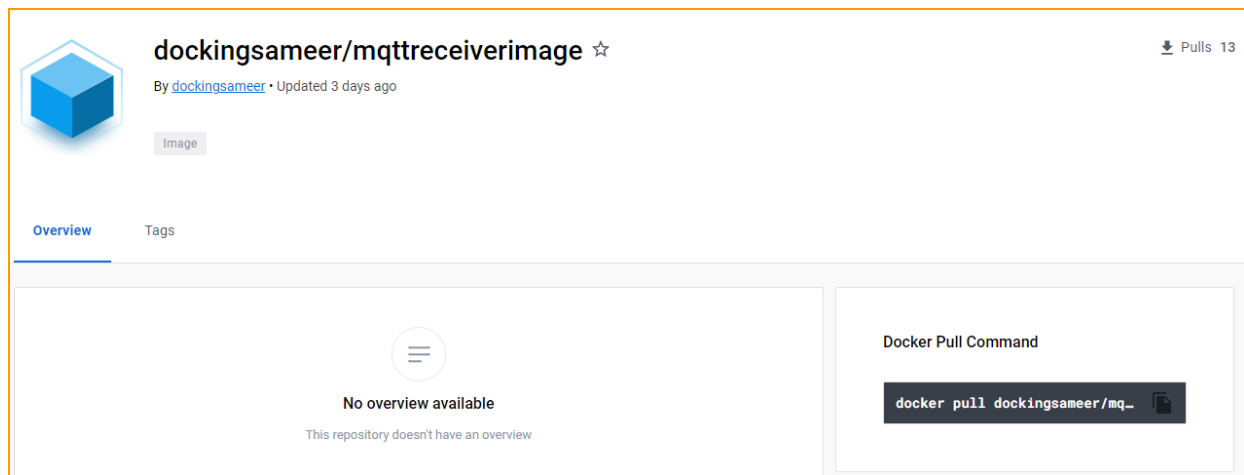 dockingsameer/mqttreceiverimage
Pulls 13
By dockingsameer • Updated 3 days ago
Image
Overview
Tags
No overview available
This repository doesn't have an overview
Docker Pull Command
docker pull dockingsameer/mq…